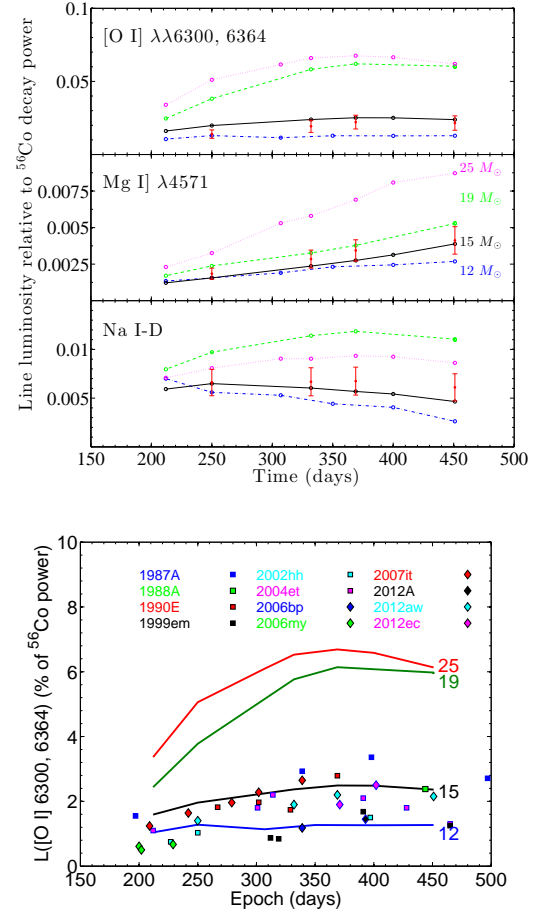 [O I] λλ6300, 6364
0.1
0.05
Mg I] λ4571
25 M⊙
19 M⊙
15 M⊙
12 M⊙
0.0075
0.005
0.0025
Na I-D
0.01
0.005
150 200 250 300 350 400 450 500
Time (days)
Line luminosity relative to ⁵⁶Co decay power
10
8
6
4
2
0
1987A 2002hh 2007it
1988A 2004et 2012A
1990E 2006bp 2012aw
1999em 2006my 2012ec
25
19
15
12
150 200 250 300 350 400 450 500
Epoch (days)
L([O I] 6300, 6364) (% of ⁵⁶Co power)